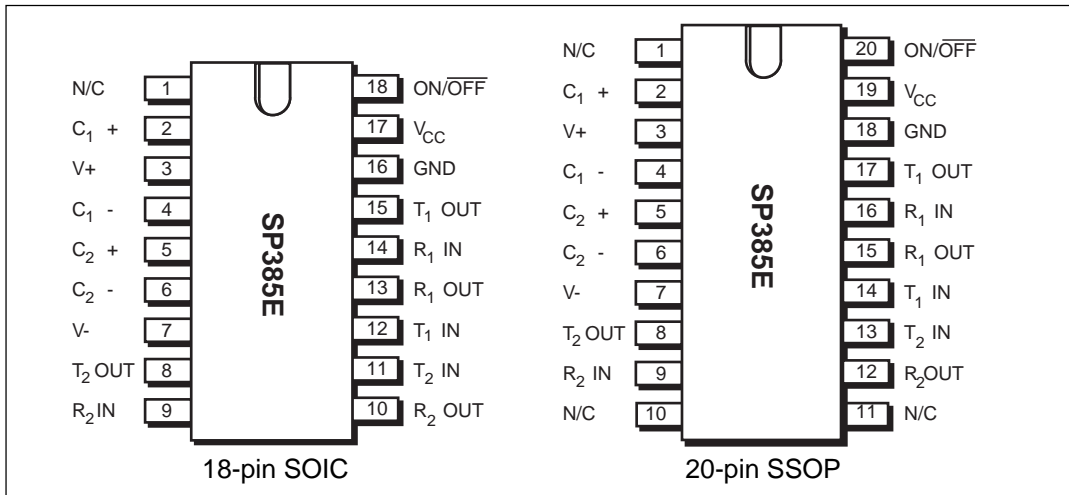 N/C 1 18 ON/OFF
C1 + 2 17 VCC
V+ 3 16 GND
C1 - 4 15 T1 OUT
C2 + 5 14 R1 IN
C2 - 6 13 R1 OUT
V- 7 12 T1 IN
T2 OUT 8 11 T2 IN
R2 IN 9 10 R2 OUT
SP385E
18-pin SOIC
N/C 1 20 ON/OFF
C1 + 2 19 VCC
V+ 3 18 GND
C1 - 4 17 T1 OUT
C2 + 5 16 R1 IN
C2 - 6 15 R1 OUT
V- 7 14 T1 IN
T2 OUT 8 13 T2 IN
R2 IN 9 12 R2OUT
N/C 10 11 N/C
SP385E
20-pin SSOP